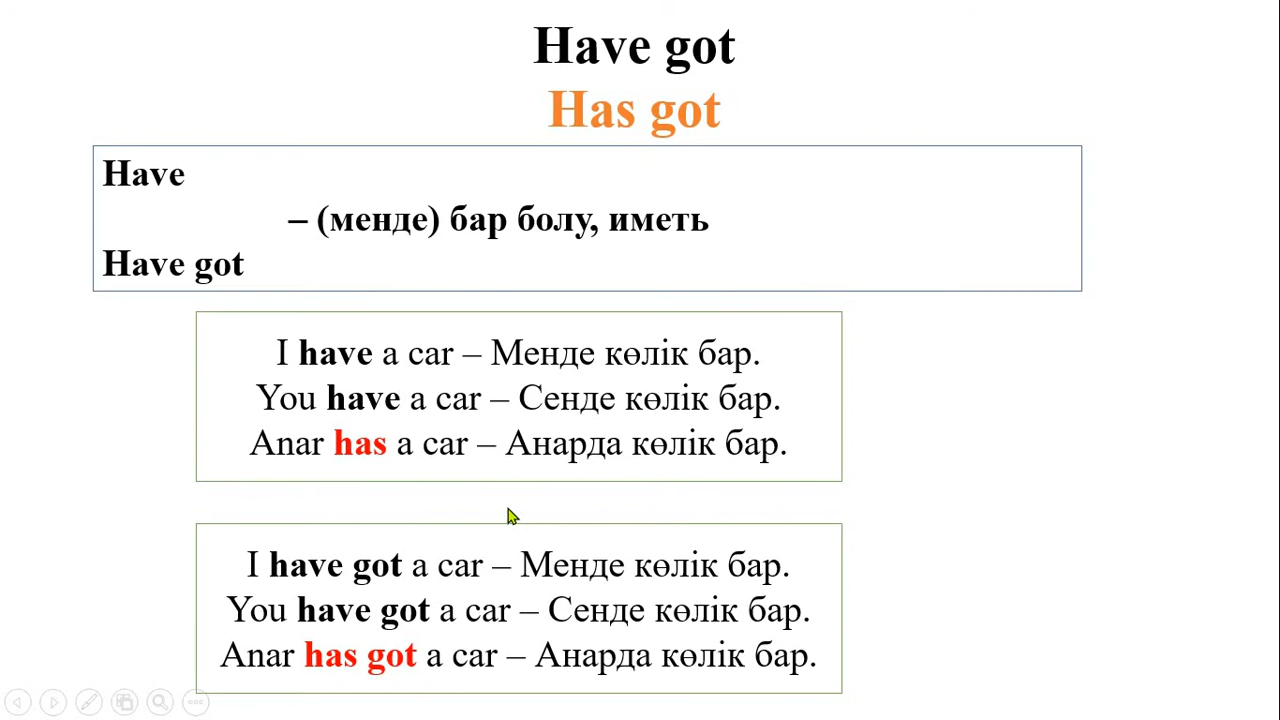 Have got
Has got
Have
– (менде) бар болу, иметь
Have got
I have a car – Менде көлік бар.
You have a car – Сенде көлік бар.
Anar has a car – Анарда көлік бар.
I have got a car – Менде көлік бар.
You have got a car – Сенде көлік бар.
Anar has got a car – Анарда көлік бар.